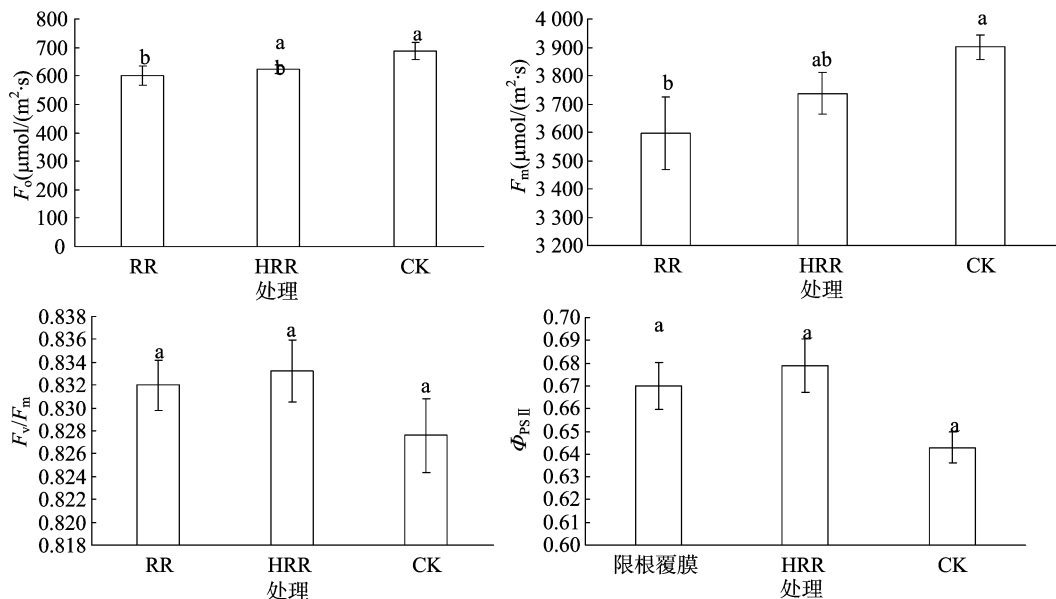 800
700
600
500
400
300
200
100
0
Fo(μmol/(m²·s)
b
a
b
a
RR
HRR
CK
处理
4 000
3 900
3 800
3 700
3 600
3 500
3 400
3 300
3 200
Fm(μmol/(m²·s)
b
ab
a
RR
HRR
CK
处理
0.838
0.836
0.834
0.832
0.830
0.828
0.826
0.824
0.822
0.820
0.818
Fv/Fm
a
a
a
RR
HRR
CK
处理
0.70
0.69
0.68
0.67
0.66
0.65
0.64
0.63
0.62
0.61
0.60
ΦPSⅡ
a
a
a
限根覆膜
HRR
CK
处理